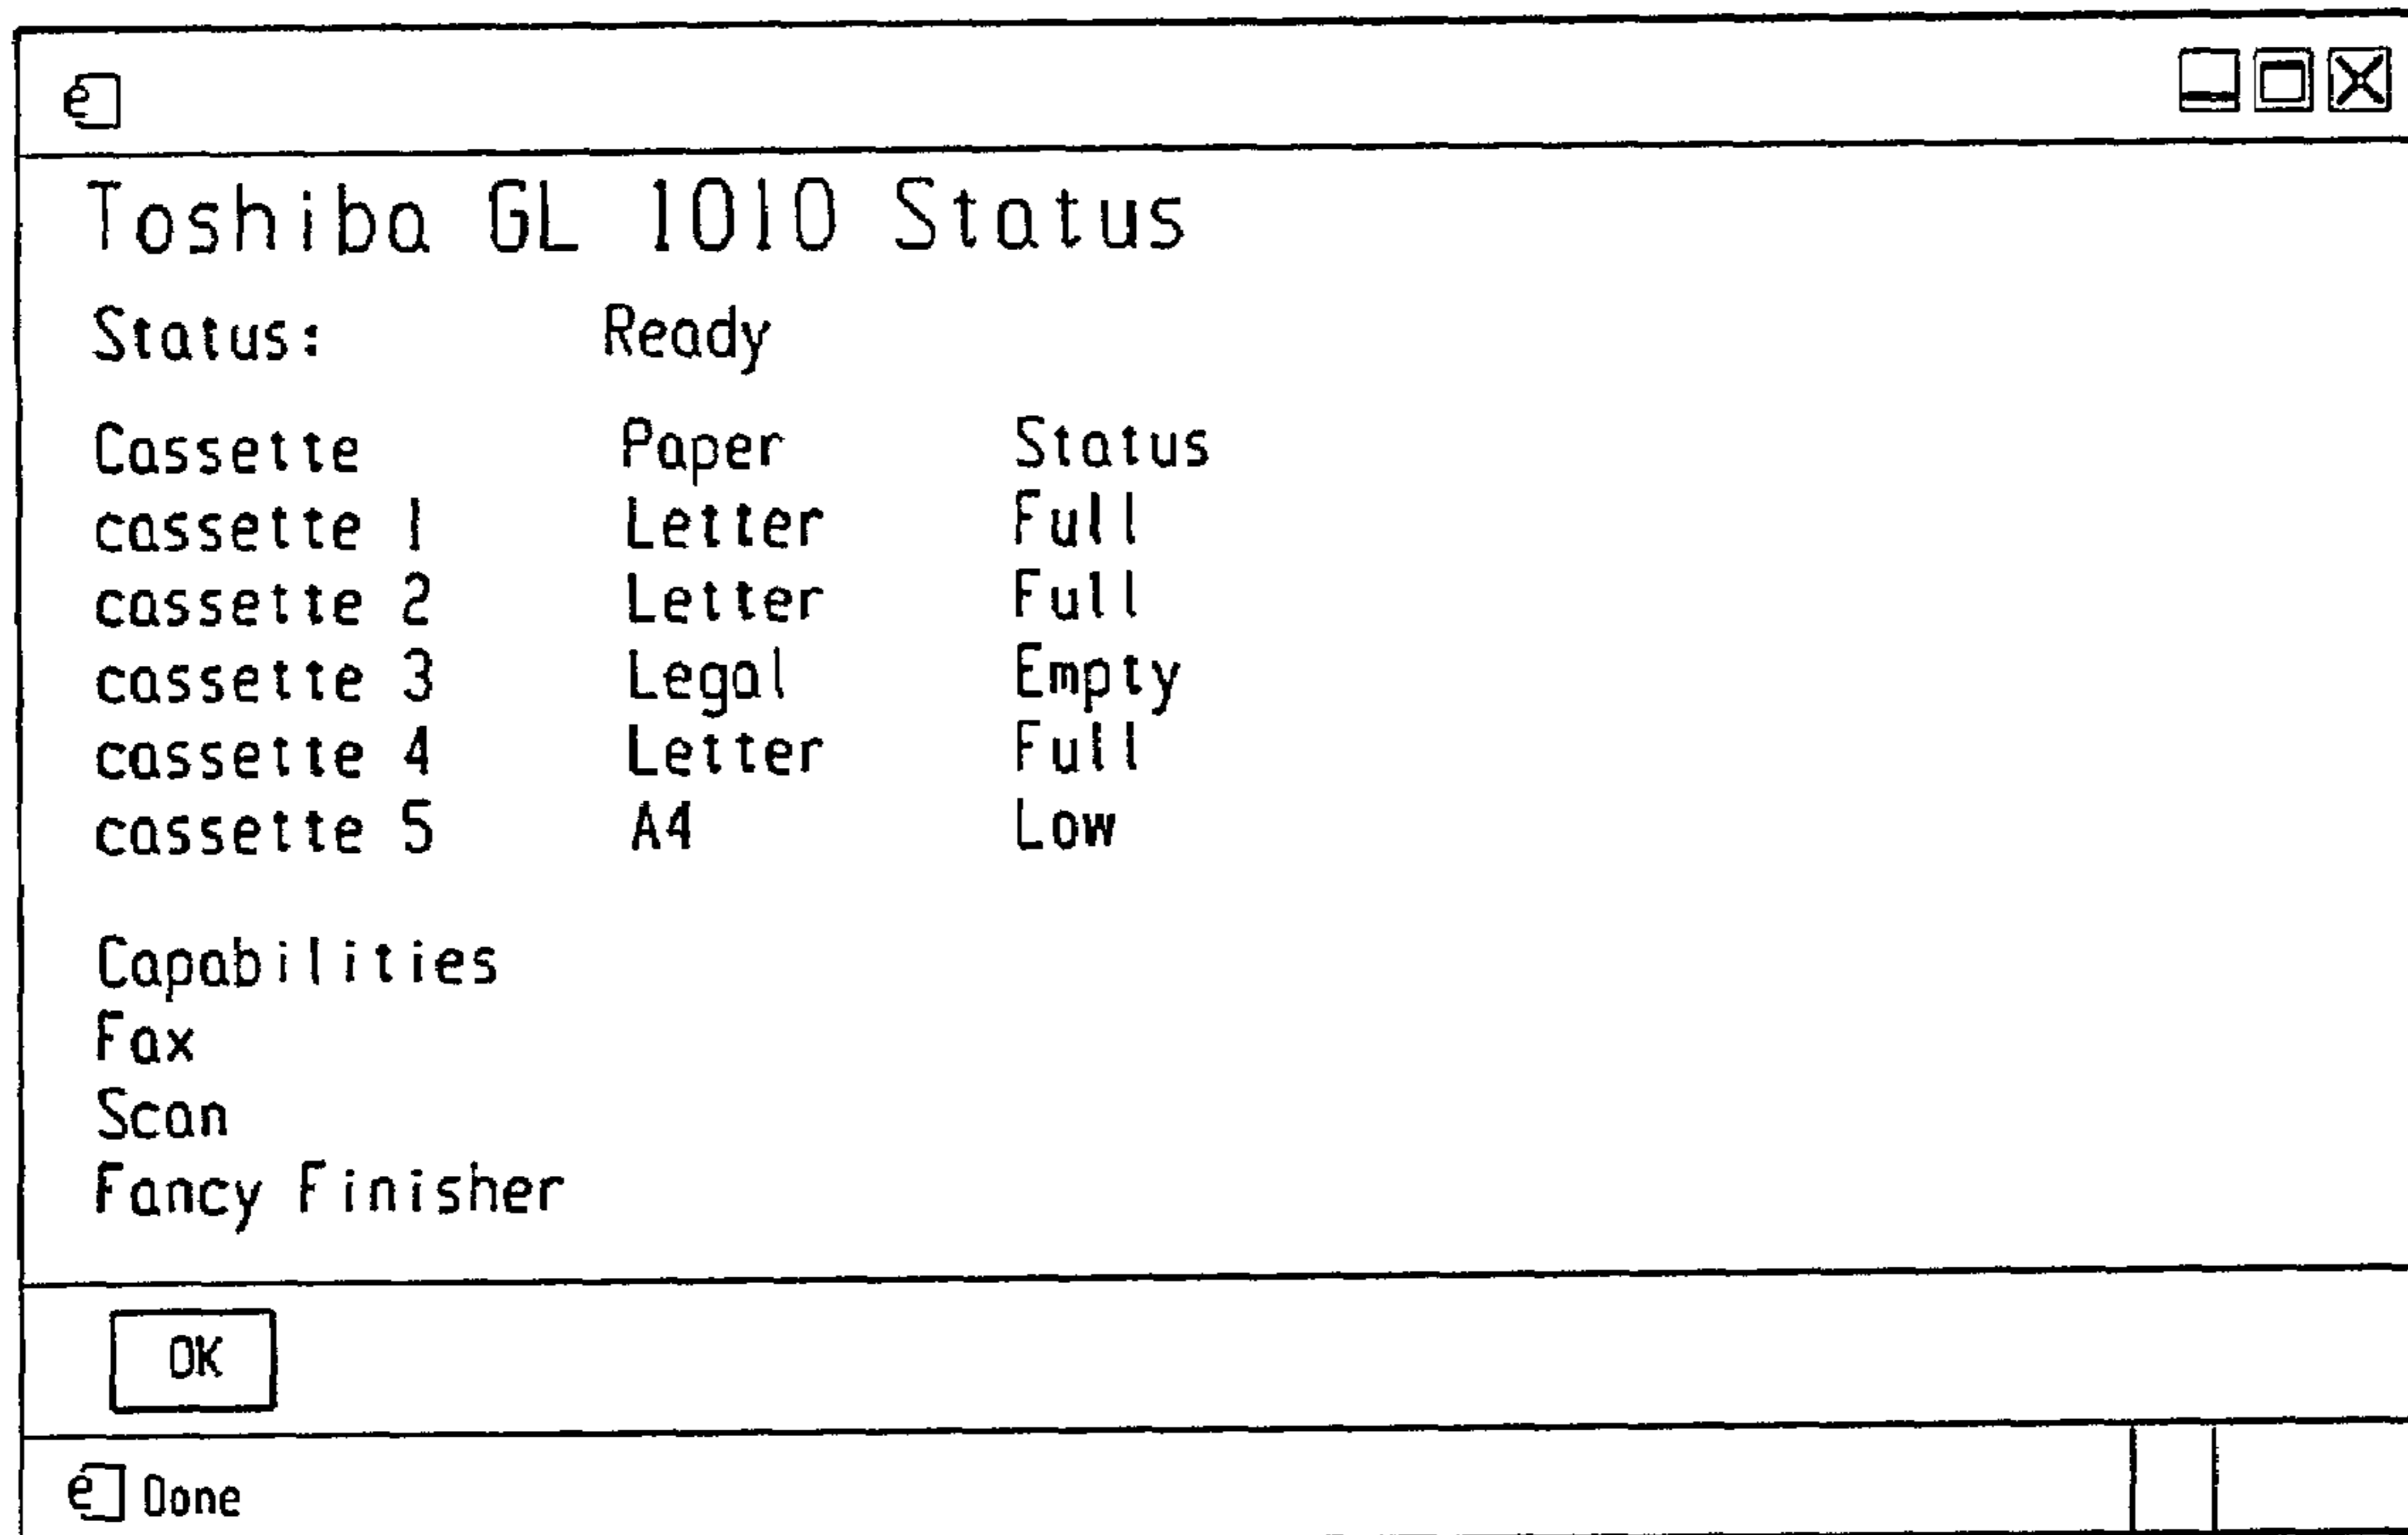 Toshiba GL 1010 Status
Status: Ready
Cassette Paper Status
cassette 1 Letter Full
cassette 2 Letter Full
cassette 3 Legal Empty
cassette 4 Letter Full
cassette 5 A4 Low
Capabilities
Fax
Scan
Fancy Finisher
OK
e Done